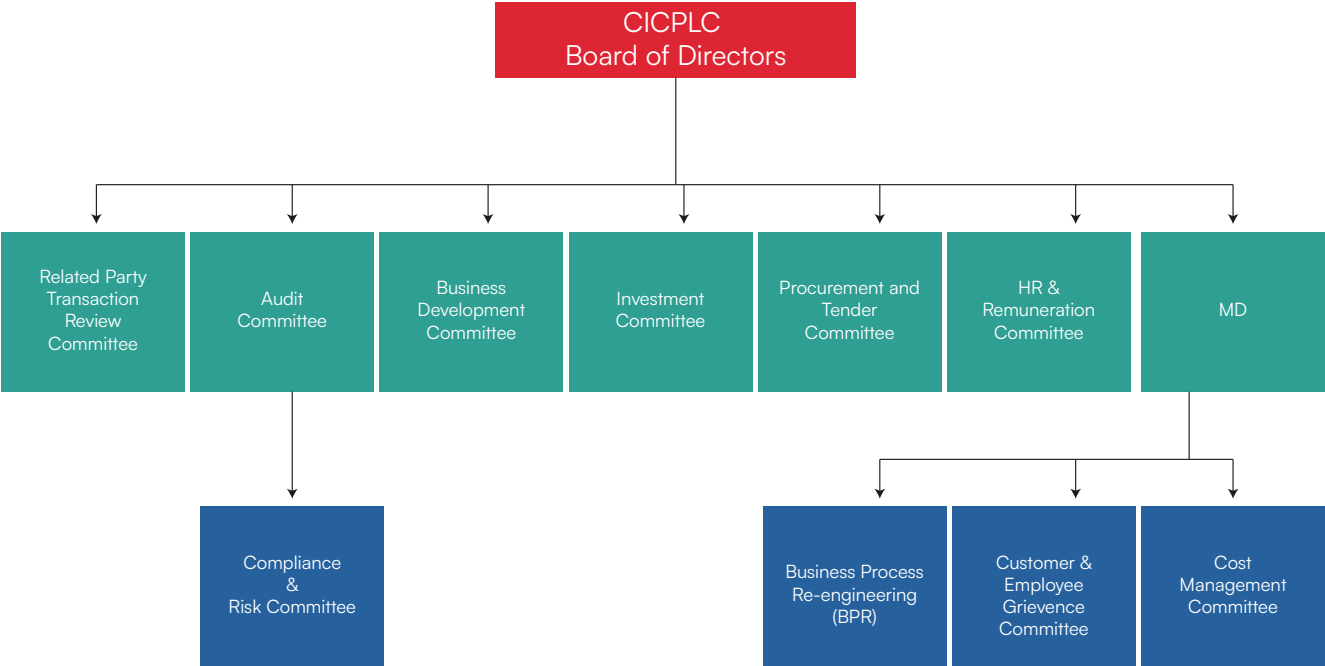 CICPLC
Board of Directors
Related Party
Transaction
Review
Committee
Audit
Committee
Business
Development
Committee
Investment
Committee
Procurement and
Tender
Committee
HR &
Remuneration
Committee
MD
Compliance
&
Risk Committee
Business Process
Re-engineering
(BPR)
Customer &
Employee
Grievence
Committee
Cost
Management
Committee